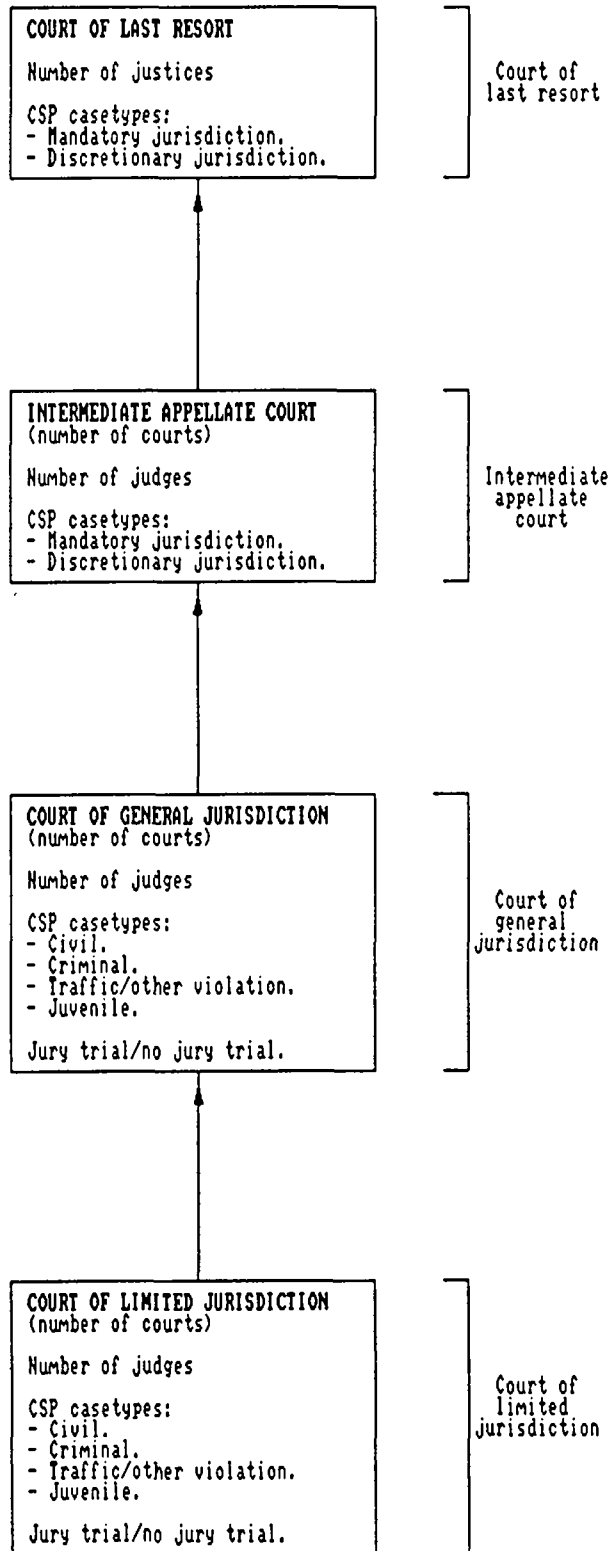 COURT OF LAST RESORT
Number of justices
CSP casetypes:
- Mandatory jurisdiction.
- Discretionary jurisdiction.
Court of
last resort
INTERMEDIATE APPELLATE COURT
(number of courts)
Number of judges
CSP casetypes:
- Mandatory jurisdiction.
- Discretionary jurisdiction.
Intermediate
appellate
court
COURT OF GENERAL JURISDICTION
(number of courts)
Number of judges
CSP casetypes:
- Civil.
- Criminal.
- Traffic/other violation.
- Juvenile.
Jury trial/no jury trial.
Court of
general
jurisdiction
COURT OF LIMITED JURISDICTION
(number of courts)
Number of judges
CSP casetypes:
- Civil.
- Criminal.
- Traffic/other violation.
- Juvenile.
Jury trial/no jury trial.
Court of
limited
jurisdiction